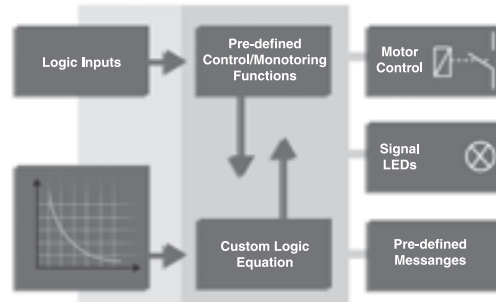 Logic Inputs
Pre-defined
Control/Monotoring
Functions
Motor
Control
Signal
LEDs
Custom Logic
Equation
Pre-defined
Messanges